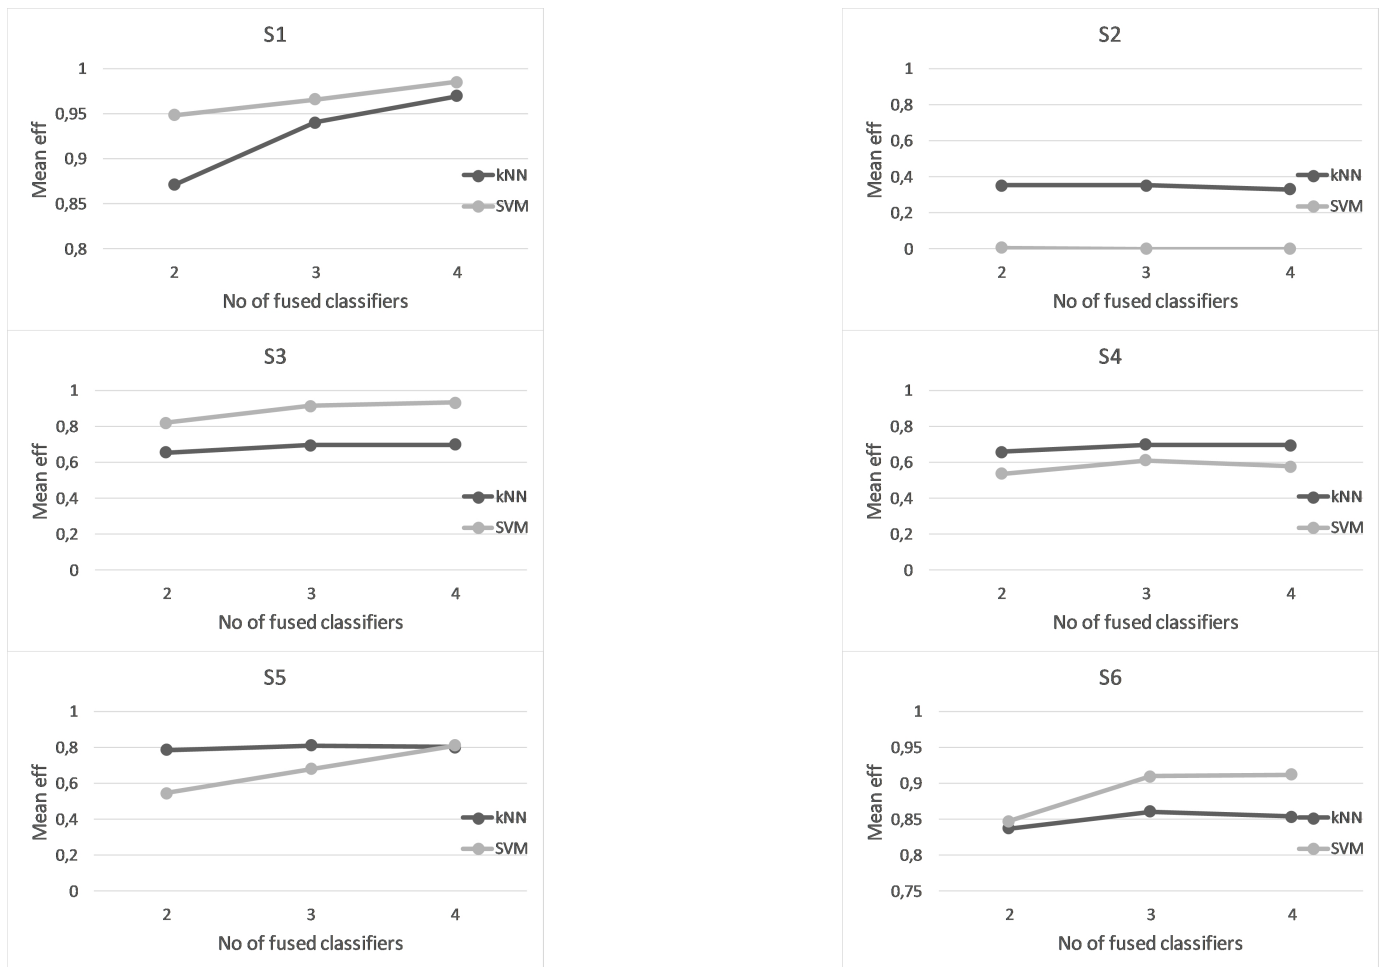 S1
1
0,95
0,9
0,85
0,8
Mean eff
kNN
SVM
2 3 4
No of fused classifiers
S2
1
0,8
0,6
0,4
0,2
0
Mean eff
kNN
SVM
2 3 4
No of fused classifiers
S3
1
0,8
0,6
0,4
0,2
0
Mean eff
kNN
SVM
2 3 4
No of fused classifiers
S4
1
0,8
0,6
0,4
0,2
0
Mean eff
kNN
SVM
2 3 4
No of fused classifiers
S5
1
0,8
0,6
0,4
0,2
0
Mean eff
kNN
SVM
2 3 4
No of fused classifiers
S6
1
0,95
0,9
0,85
0,8
0,75
Mean eff
kNN
SVM
2 3 4
No of fused classifiers